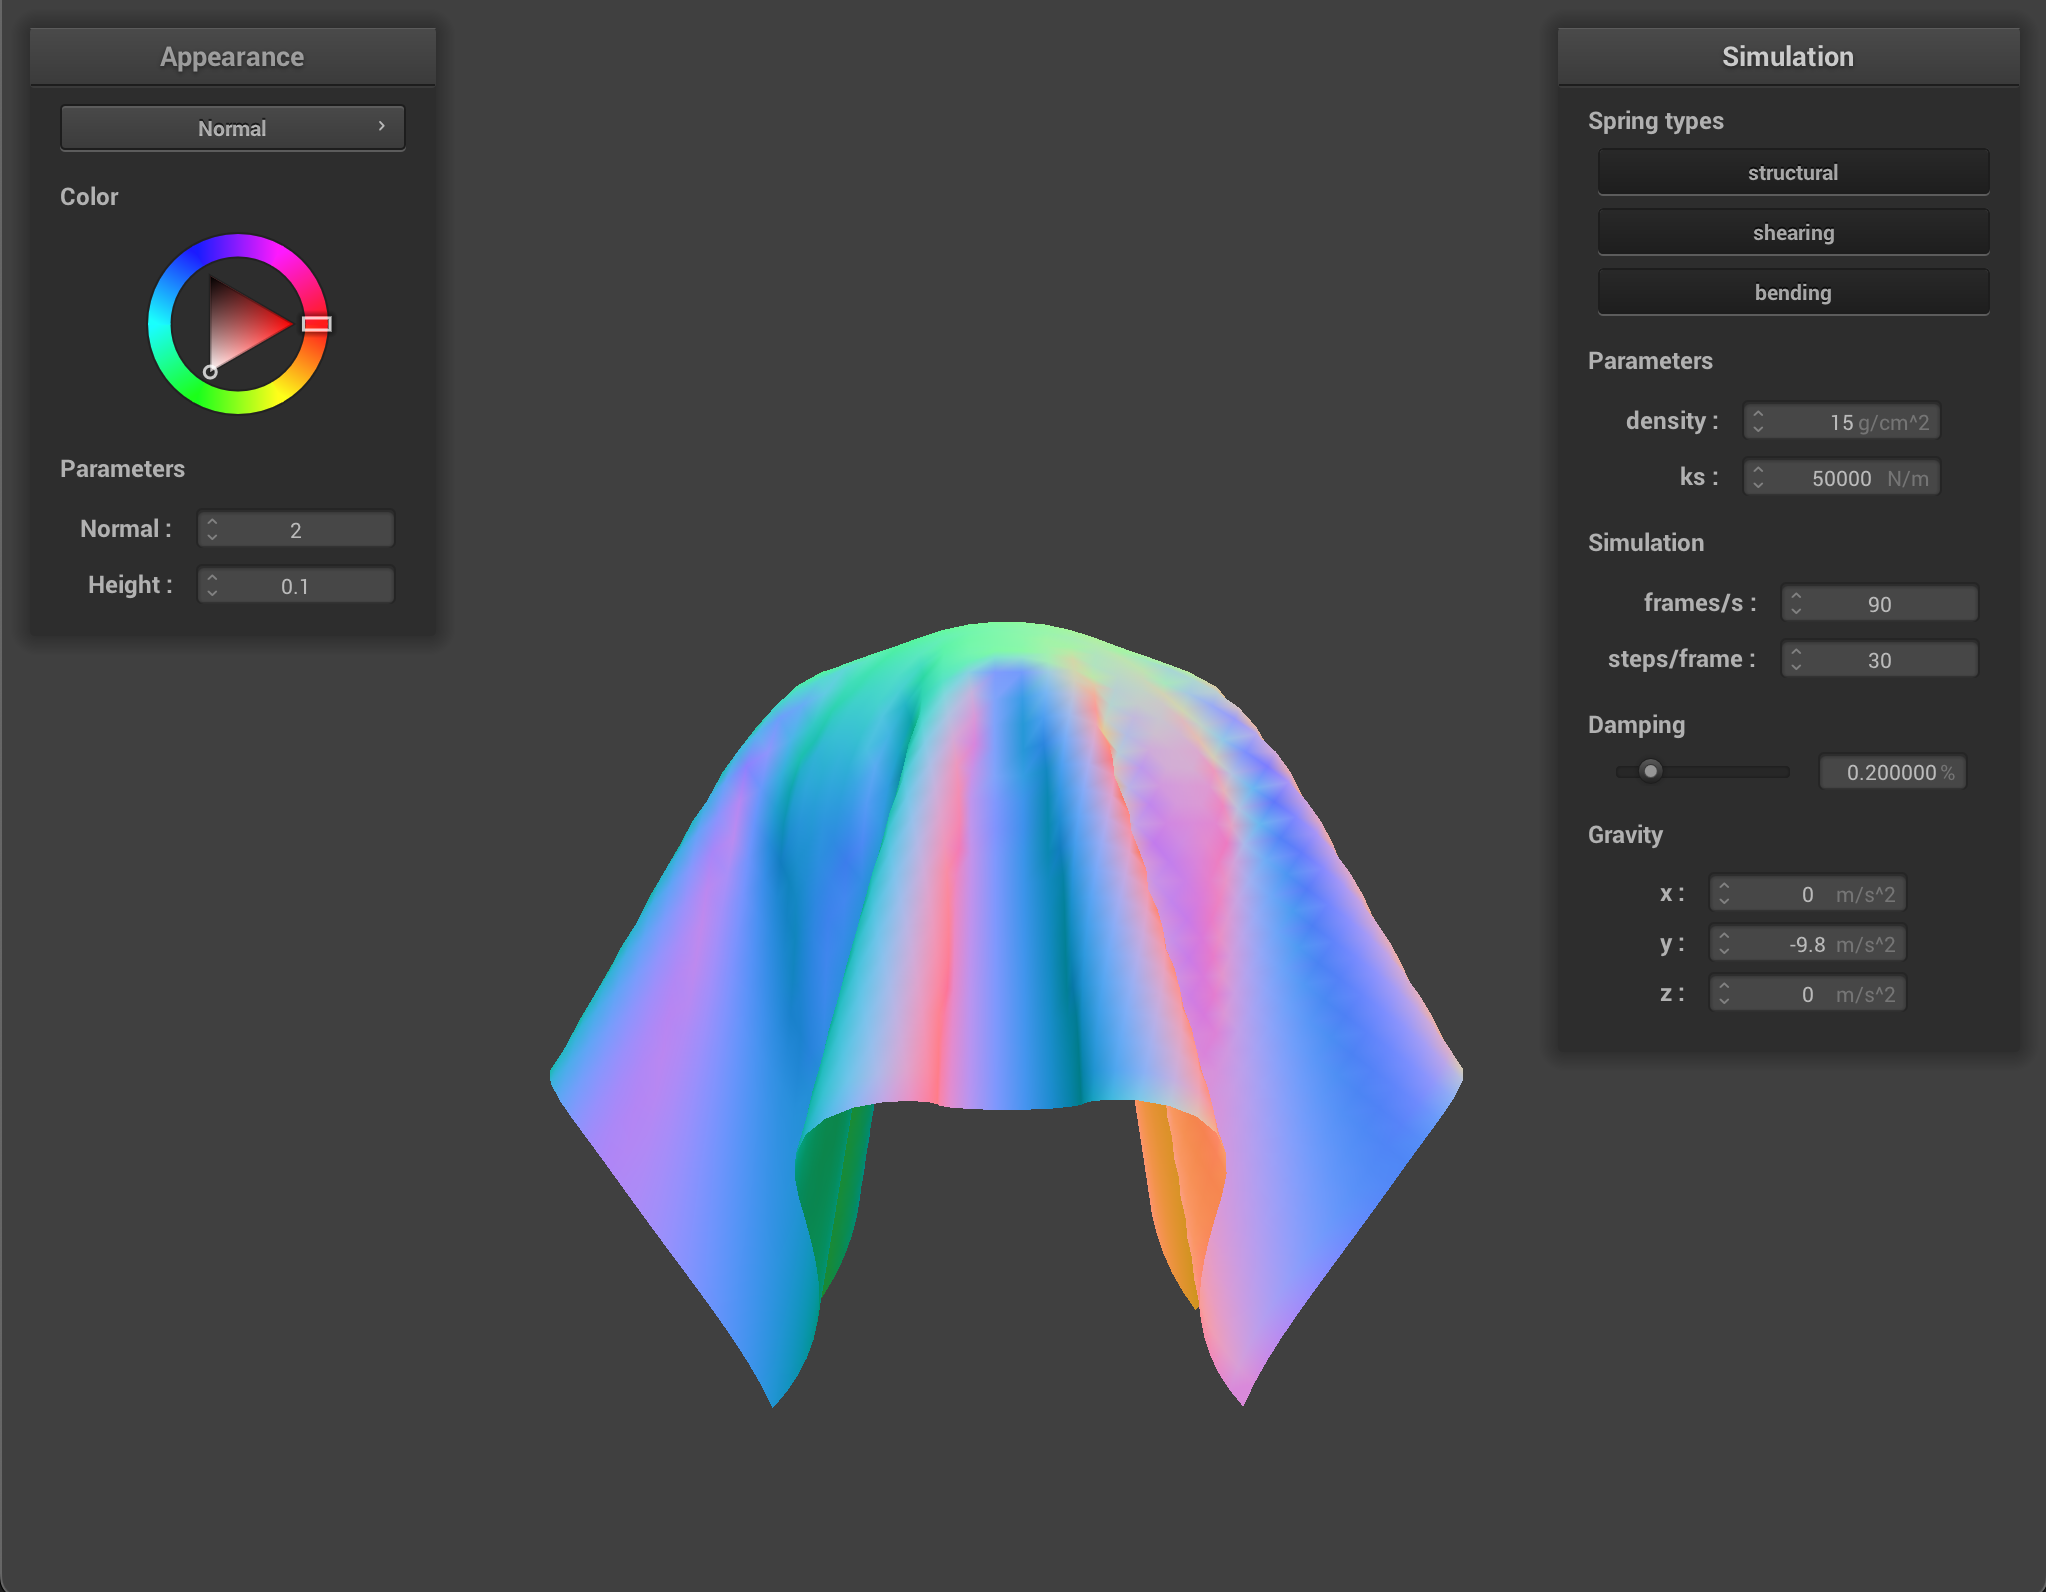 Appearance
Normal
Color
Parameters
Normal : 2
Height : 0.1
Simulation
Spring types
structural
shearing
bending
Parameters
density : 15 g/cm^2
ks : 50000 N/m
Simulation
frames/s : 90
steps/frame : 30
Damping
0.200000 %
Gravity
x : 0 m/s^2
y : -9.8 m/s^2
z : 0 m/s^2